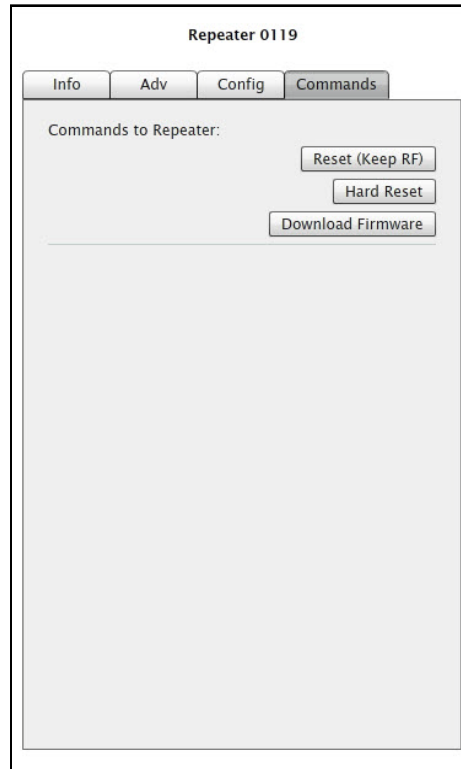 Repeater 0119
Info Adv Config Commands
Commands to Repeater:
Reset (Keep RF)
Hard Reset
Download Firmware